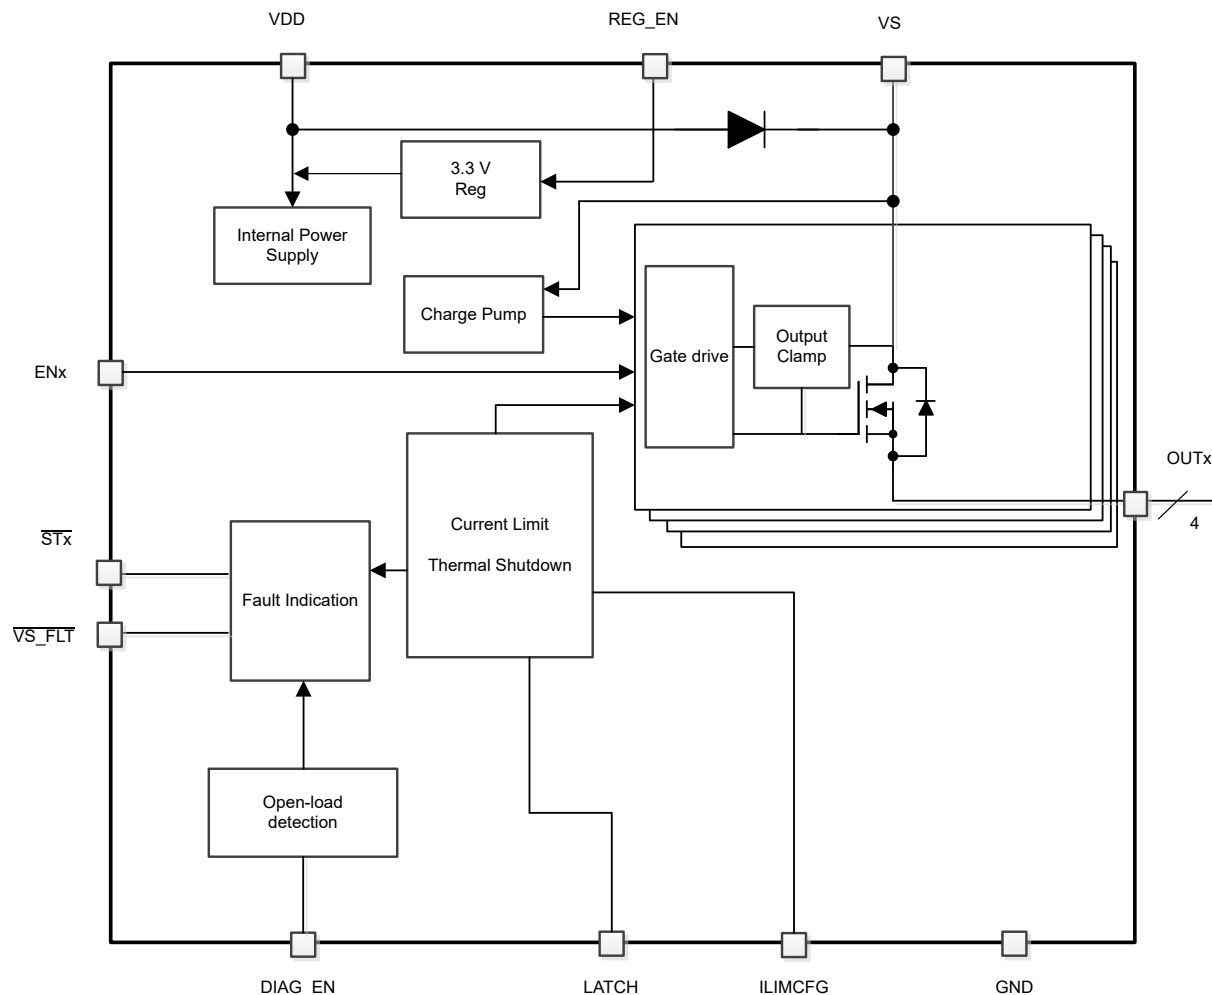 VDD
REG_EN
VS
3.3 V
Reg
Internal Power
Supply
Charge Pump
Gate drive
Output
Clamp
ENx
OUTx
4
Current Limit
Thermal Shutdown
STx
Fault Indication
VS_FLT
Open-load
detection
DIAG_EN
LATCH
ILIMCFG
GND